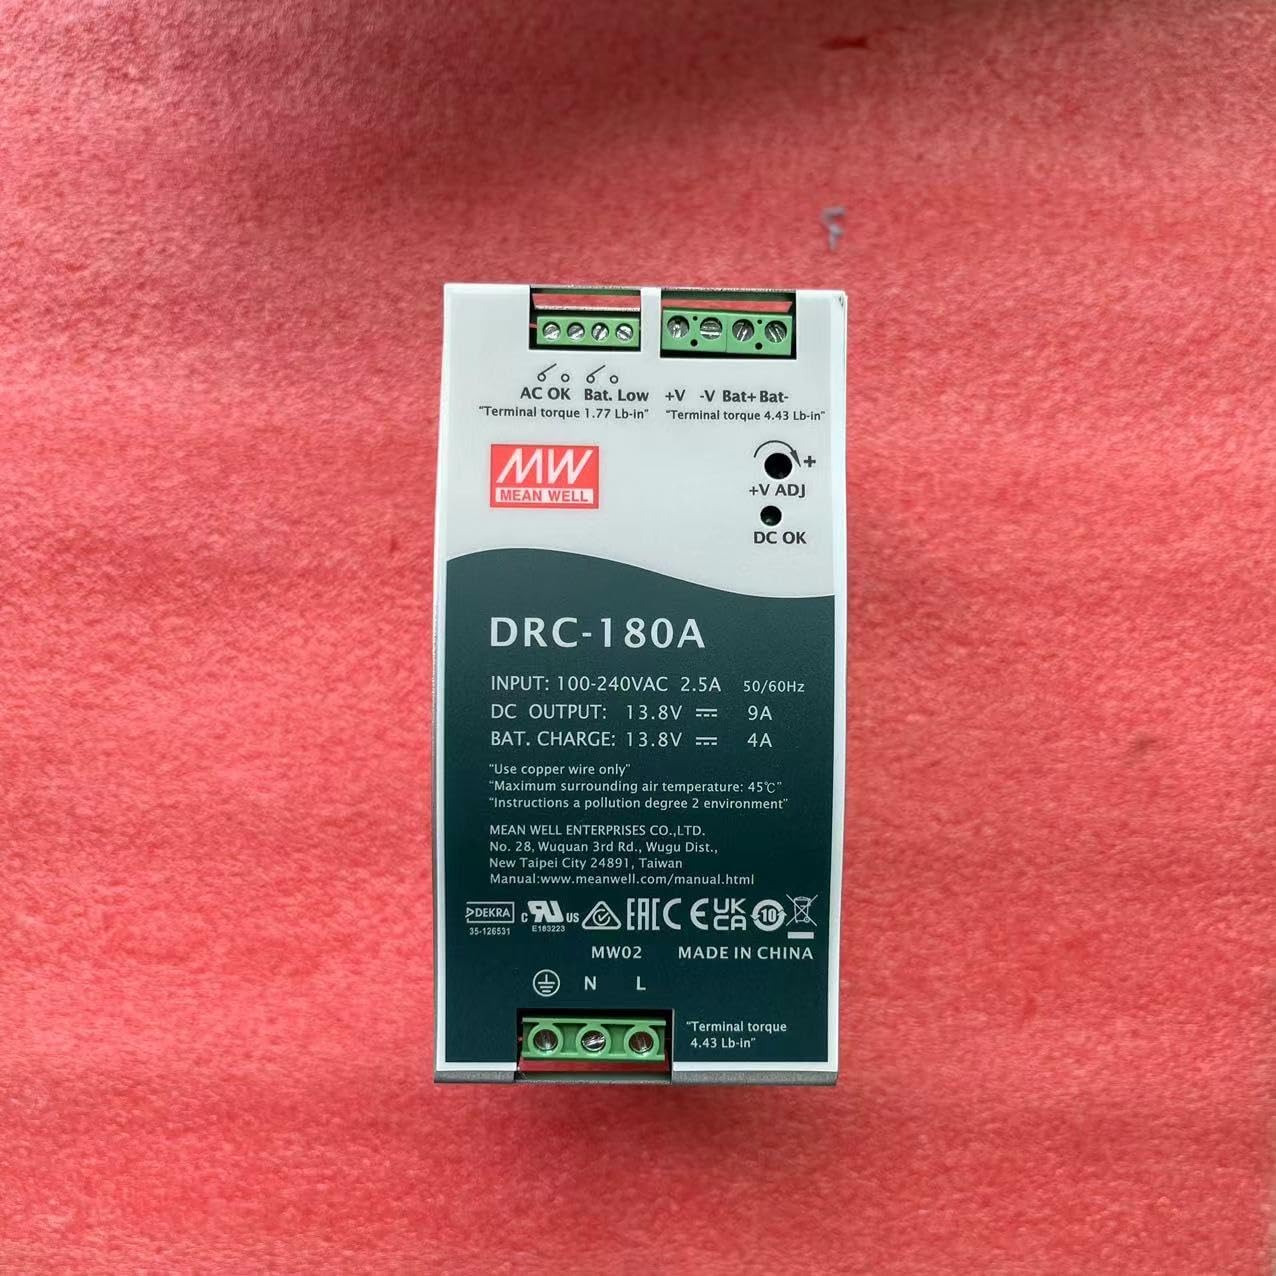 AC OK Bat. Low +V -V Bat+ Bat-
"Terminal torque 1.77 Lb-in" "Terminal torque 4.43 Lb-in"
MW
MEAN WELL
+
+V ADJ
DC OK
DRC-180A
INPUT: 100-240VAC 2.5A 50/60Hz
DC OUTPUT: 13.8V 9A
BAT. CHARGE: 13.8V 4A
"Use copper wire only"
"Maximum surrounding air temperature: 45℃"
"Instructions a pollution degree 2 environment"
MEAN WELL ENTERPRISES CO.,LTD.
No. 28, Wuquan 3rd Rd., Wugu Dist.,
New Taipei City 24891, Taiwan
Manual:www.meanwell.com/manual.html
DEKRA c RU US EAC CE UKCA 10
35-126531 E183223
MW02 MADE IN CHINA
N L
"Terminal torque
4.43 Lb-in"